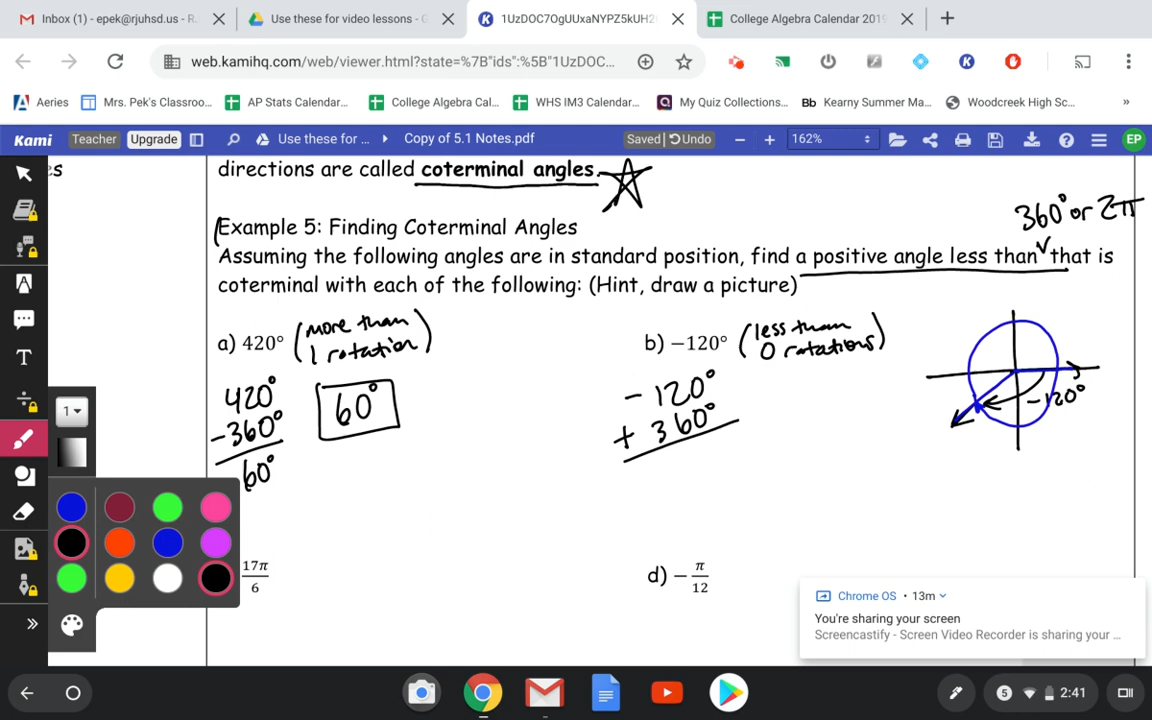 Inbox (1) - epek@rjuhsd.us - R
Use these for video lessons - G
1UzDOC7OgUUxaNYPZ5kUH2
College Algebra Calendar 2019
web.kamihq.com/web/viewer.html?state=%7B"ids":%5B"1UzDOC...
Aeries
Mrs. Pek's Classroo...
AP Stats Calendar...
College Algebra Cal...
WHS IM3 Calendar...
My Quiz Collections...
Bb Kearny Summer Ma...
Woodcreek High Sc...
»
Kami
Teacher
Upgrade
Use these for ...
Copy of 5.1 Notes.pdf
Saved Undo
162%
EP
es
directions are called coterminal angles.
360° or 2π
Example 5: Finding Coterminal Angles
Assuming the following angles are in standard position, find a positive angle less than that is
coterminal with each of the following: (Hint, draw a picture)
a) 420° (more than
1 rotation)
420°
-360°
60°
60°
b) −120° (less than
0 rotations)
-120°
+ 360°
-120°
1
17π
6
d) − π
12
Chrome OS • 13m
You're sharing your screen
Screencastify - Screen Video Recorder is sharing your ...
5
2:41